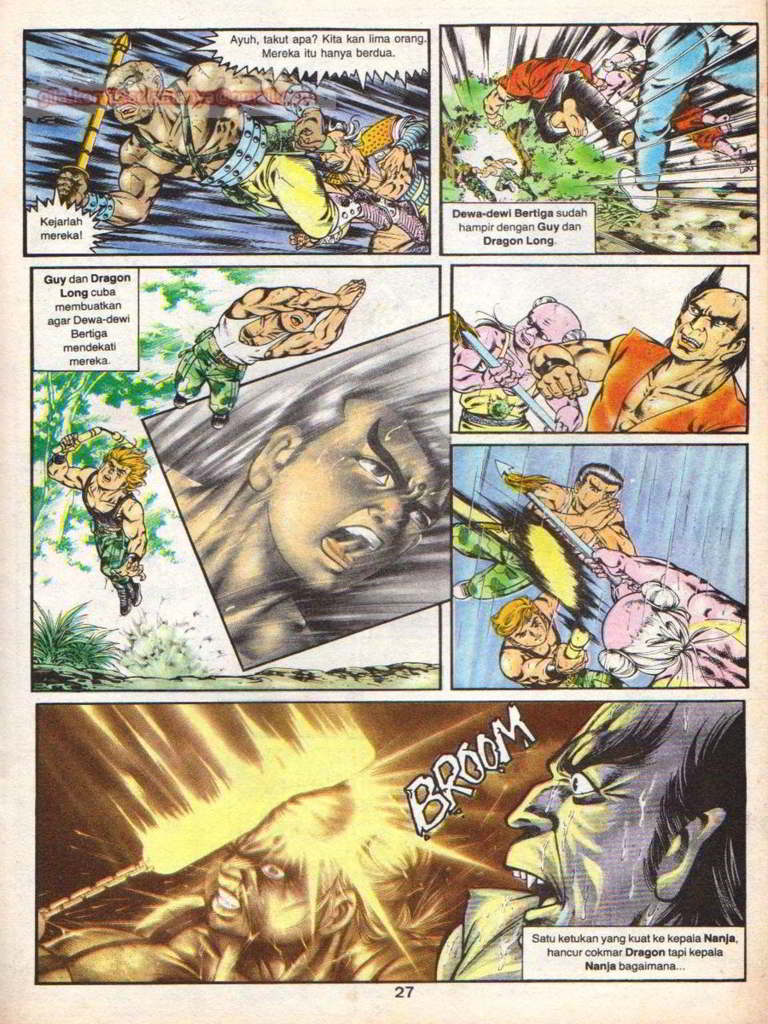 Ayuh, takut apa? Kita kan lima orang.
Mereka itu hanya berdua.
Kejarlah
mereka!
Dewa-dewi Bertiga sudah
hampir dengan Guy dan
Dragon Long.
Guy dan Dragon
Long cuba
membuatkan
agar Dewa-dewi
Bertiga
mendekati
mereka.
BROOM
Satu ketukan yang kuat ke kepala Nanja,
hancur cokmar Dragon tapi kepala
Nanja bagaimana...
27